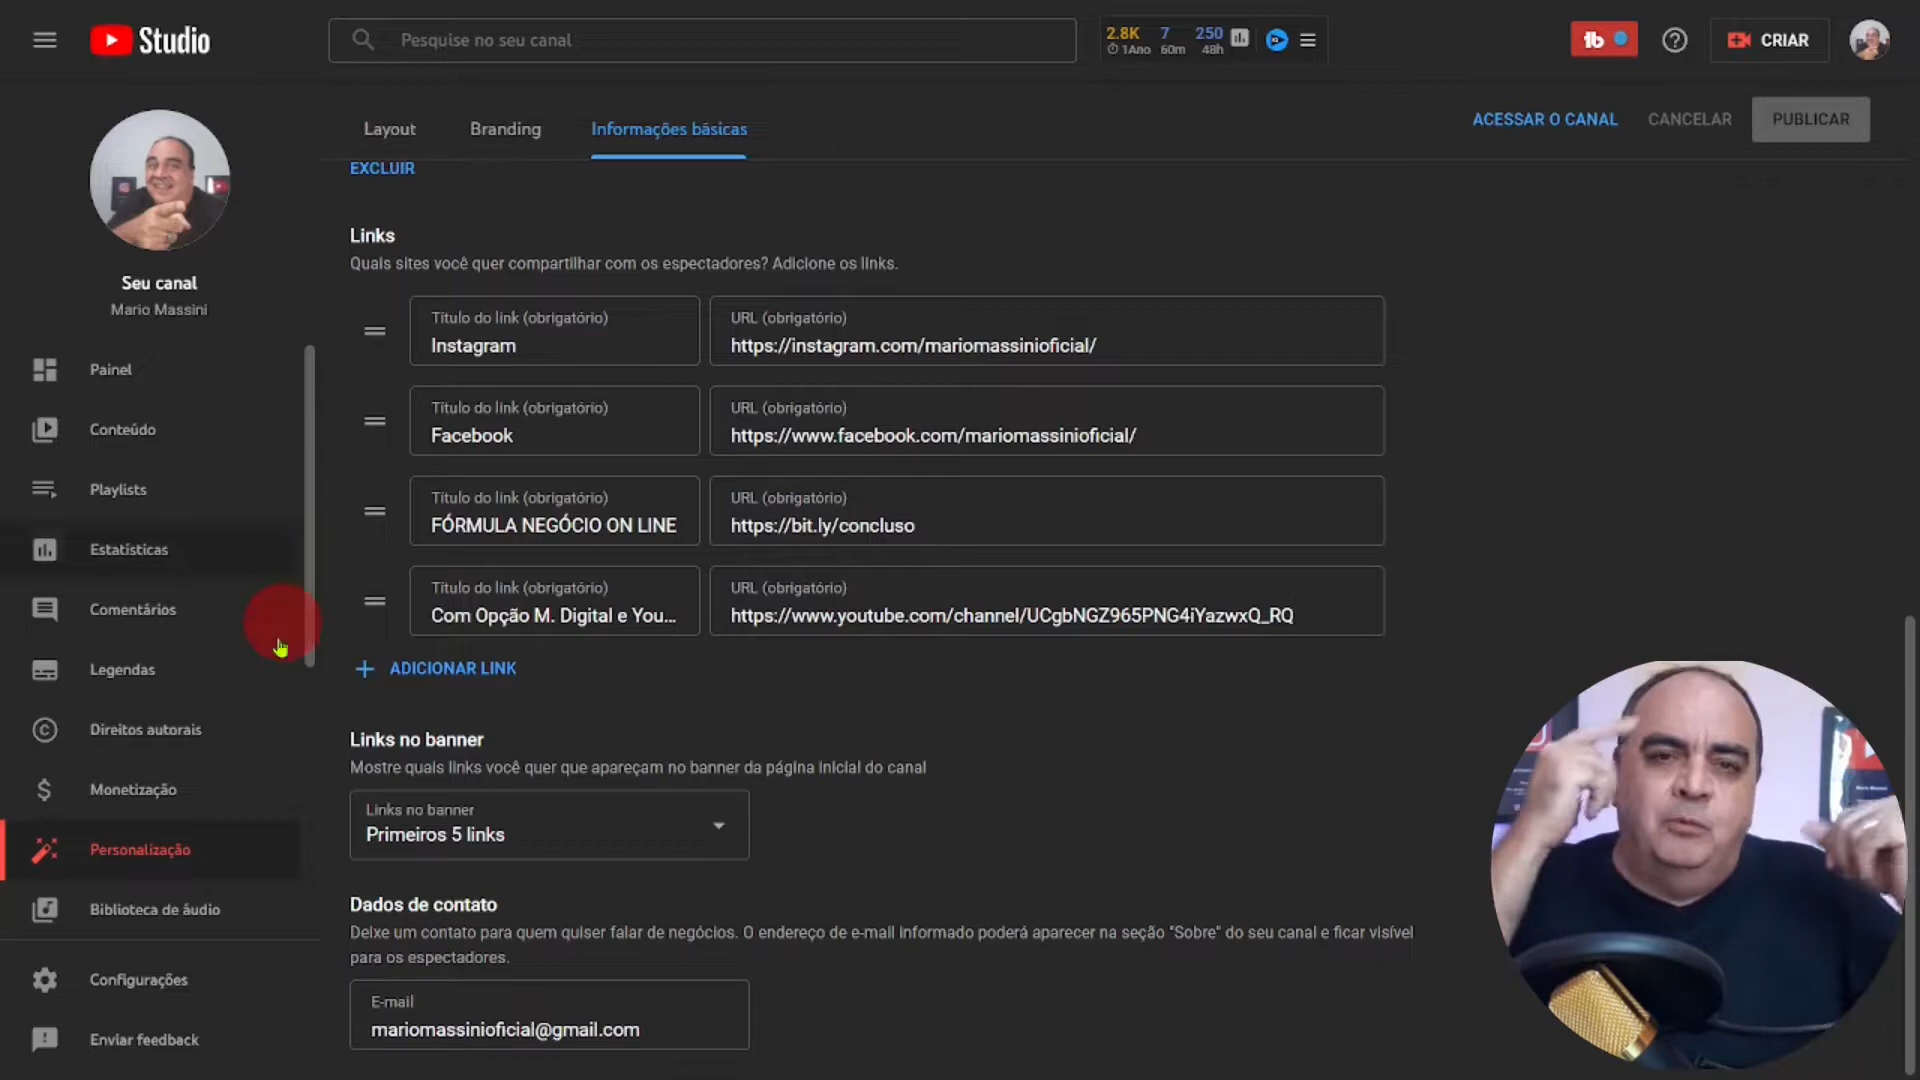 Studio
Pesquise no seu canal
2.8K 7 250
1Ano 60m 48h
CRIAR
Layout
Branding
Informações básicas
ACESSAR O CANAL
CANCELAR
PUBLICAR
EXCLUIR
Seu canal
Mario Massini
Painel
Conteúdo
Playlists
Estatísticas
Comentários
Legendas
Direitos autorais
Monetização
Personalização
Biblioteca de áudio
Configurações
Enviar feedback
Links
Quais sites você quer compartilhar com os espectadores? Adicione os links.
Título do link (obrigatório)
Instagram
URL (obrigatório)
https://instagram.com/mariomassinioficial/
Título do link (obrigatório)
Facebook
URL (obrigatório)
https://www.facebook.com/mariomassinioficial/
Título do link (obrigatório)
FÓRMULA NEGÓCIO ON LINE
URL (obrigatório)
https://bit.ly/concluso
Título do link (obrigatório)
Com Opção M. Digital e You...
URL (obrigatório)
https://www.youtube.com/channel/UCgbNGZ965PNG4iYazwxQ_RQ
ADICIONAR LINK
Links no banner
Mostre quais links você quer que apareçam no banner da página inicial do canal
Links no banner
Primeiros 5 links
Dados de contato
Deixe um contato para quem quiser falar de negócios. O endereço de e-mail informado poderá aparecer na seção "Sobre" do seu canal e ficar visível
para os espectadores.
E-mail
mariomassinioficial@gmail.com